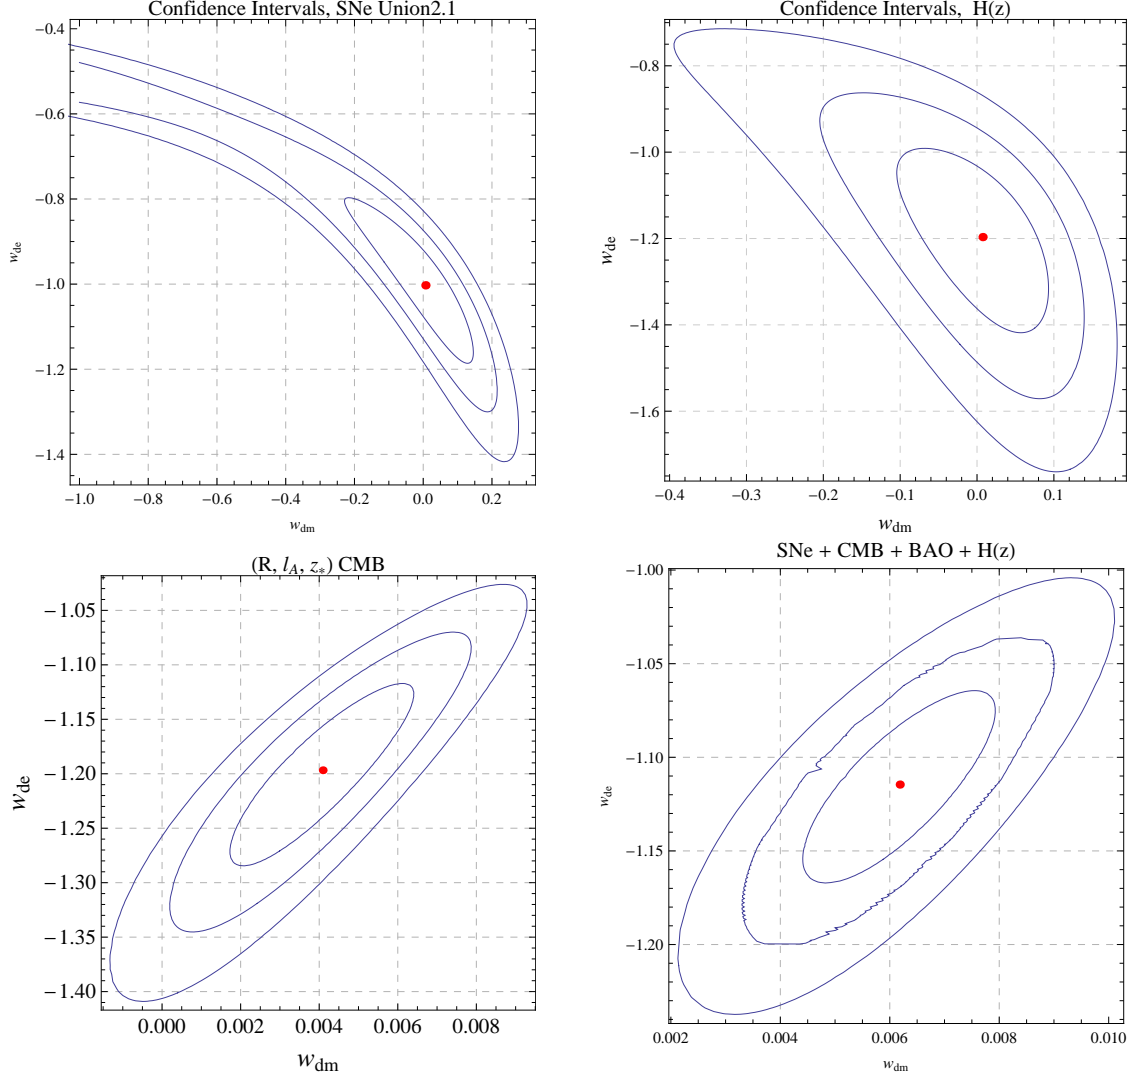 Confidence Intervals, SNe Union2.1
−0.4
−0.6
−0.8
−1.0
−1.2
−1.4
w_de
−1.0 −0.8 −0.6 −0.4 −0.2 0.0 0.2
w_dm
Confidence Intervals, H(z)
−0.8
−1.0
−1.2
−1.4
−1.6
w_de
−0.4 −0.3 −0.2 −0.1 0.0 0.1
w_dm
(R, l_A, z_*) CMB
−1.05
−1.10
−1.15
−1.20
−1.25
−1.30
−1.35
−1.40
w_de
0.000 0.002 0.004 0.006 0.008
w_dm
SNe + CMB + BAO + H(z)
−1.00
−1.05
−1.10
−1.15
−1.20
w_de
0.002 0.004 0.006 0.008 0.010
w_dm